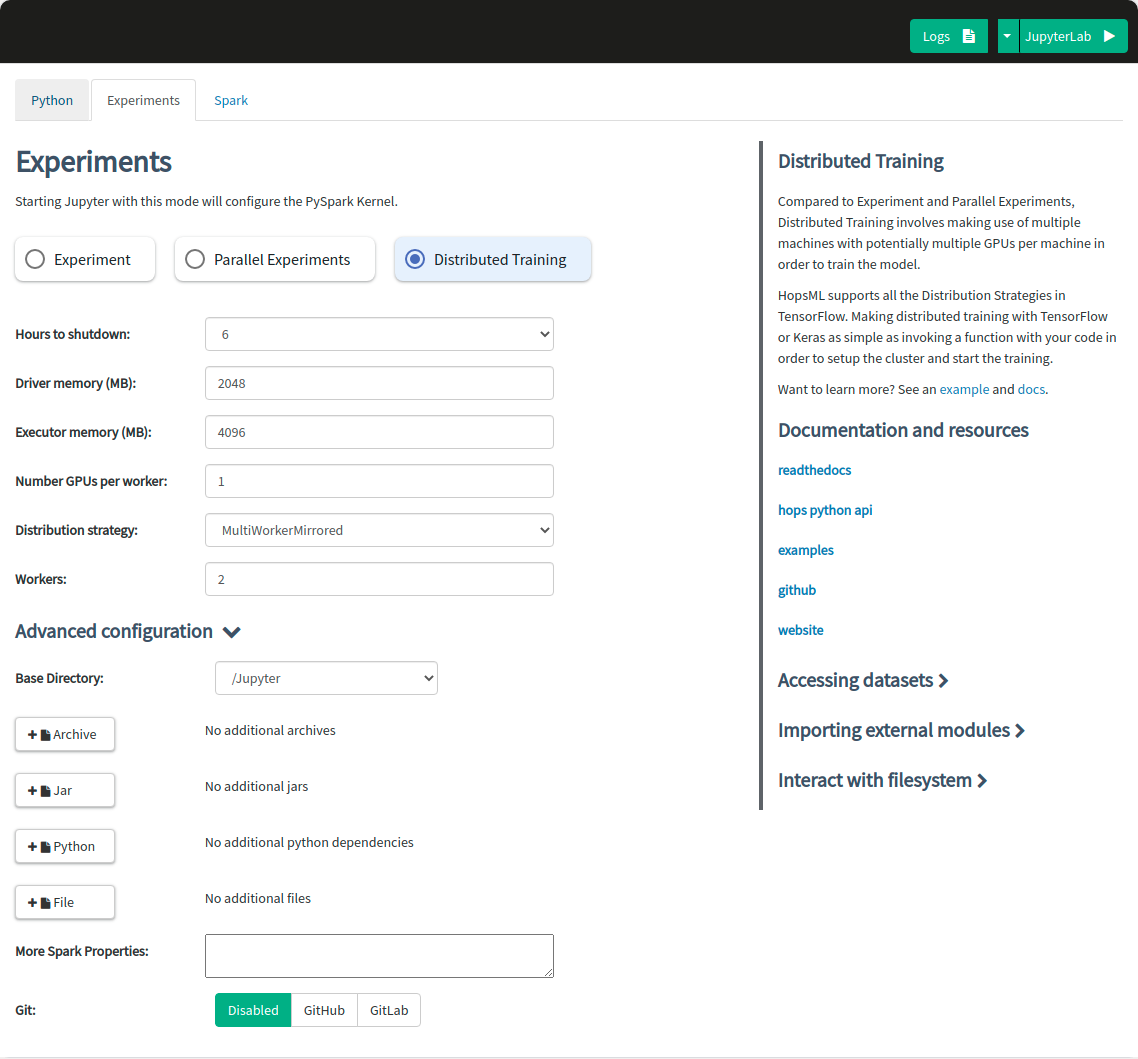 Logs
JupyterLab
Python
Experiments
Spark
Experiments
Starting Jupyter with this mode will configure the PySpark Kernel.
Experiment
Parallel Experiments
Distributed Training
Hours to shutdown:
6
Driver memory (MB):
2048
Executor memory (MB):
4096
Number GPUs per worker:
1
Distribution strategy:
MultiWorkerMirrored
Workers:
2
Advanced configuration
Base Directory:
/Jupyter
Archive
No additional archives
Jar
No additional jars
Python
No additional python dependencies
File
No additional files
More Spark Properties:
Git:
Disabled
GitHub
GitLab
Distributed Training
Compared to Experiment and Parallel Experiments,
Distributed Training involves making use of multiple
machines with potentially multiple GPUs per machine in
order to train the model.
HopsML supports all the Distribution Strategies in
TensorFlow. Making distributed training with TensorFlow
or Keras as simple as invoking a function with your code in
order to setup the cluster and start the training.
Want to learn more? See an example and docs.
Documentation and resources
readthedocs
hops python api
examples
github
website
Accessing datasets
Importing external modules
Interact with filesystem